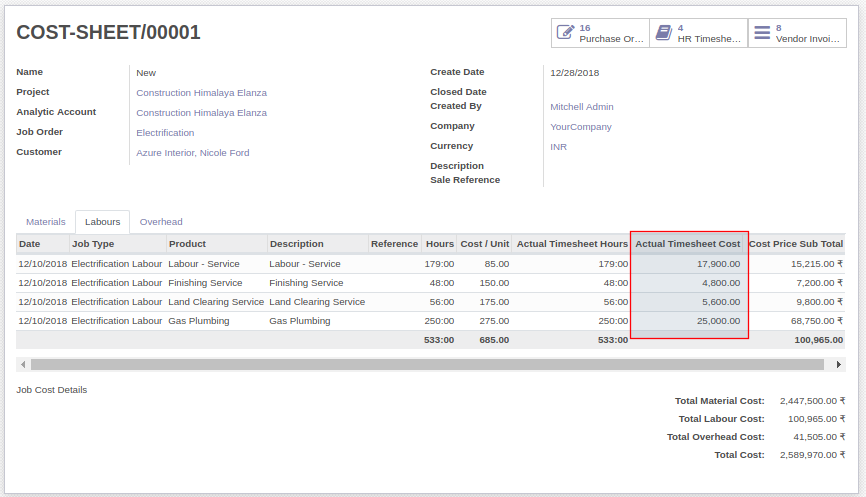 COST-SHEET/00001
16
Purchase Or...
4
HR Timeshe...
8
Vendor Invoi...
Name New
Project Construction Himalaya Elanza
Analytic Account Construction Himalaya Elanza
Job Order Electrification
Customer Azure Interior, Nicole Ford
Create Date 12/28/2018
Closed Date
Created By Mitchell Admin
Company YourCompany
Currency INR
Description
Sale Reference
Materials Labours Overhead
Date Job Type Product Description Reference Hours Cost / Unit Actual Timesheet Hours Actual Timesheet Cost Cost Price Sub Total
12/10/2018 Electrification Labour Labour - Service Labour - Service 179:00 85.00 179:00 17,900.00 15,215.00 ₹
12/10/2018 Electrification Labour Finishing Service Finishing Service 48:00 150.00 48:00 4,800.00 7,200.00 ₹
12/10/2018 Electrification Labour Land Clearing Service Land Clearing Service 56:00 175.00 56:00 5,600.00 9,800.00 ₹
12/10/2018 Electrification Labour Gas Plumbing Gas Plumbing 250:00 275.00 250:00 25,000.00 68,750.00 ₹
533:00 685.00 533:00 100,965.00
Job Cost Details
Total Material Cost: 2,447,500.00 ₹
Total Labour Cost: 100,965.00 ₹
Total Overhead Cost: 41,505.00 ₹
Total Cost: 2,589,970.00 ₹